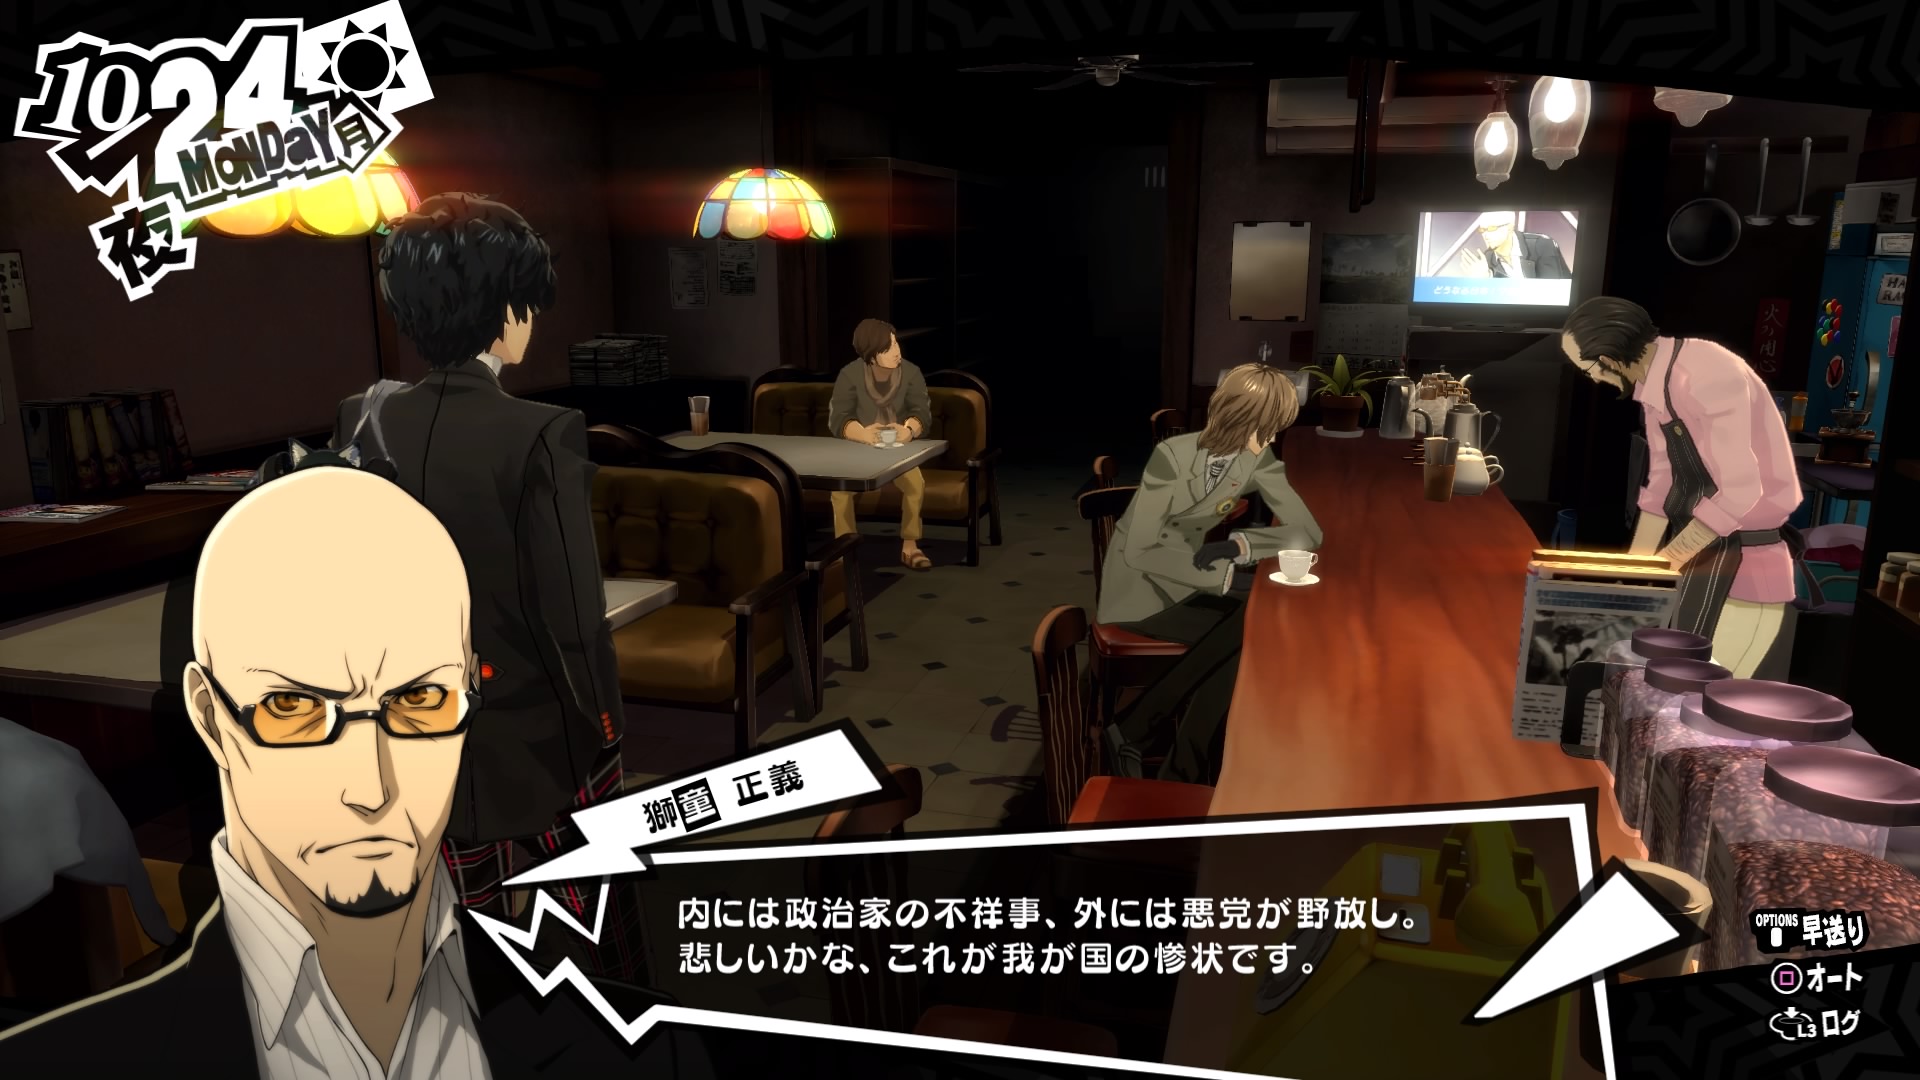 10/24
MONDAY 月
夜
獅童 正義
内には政治家の不祥事、外には悪党が野放し。
悲しいかな、これが我が国の惨状です。
OPTIONS 早送り
オート
L3 ログ